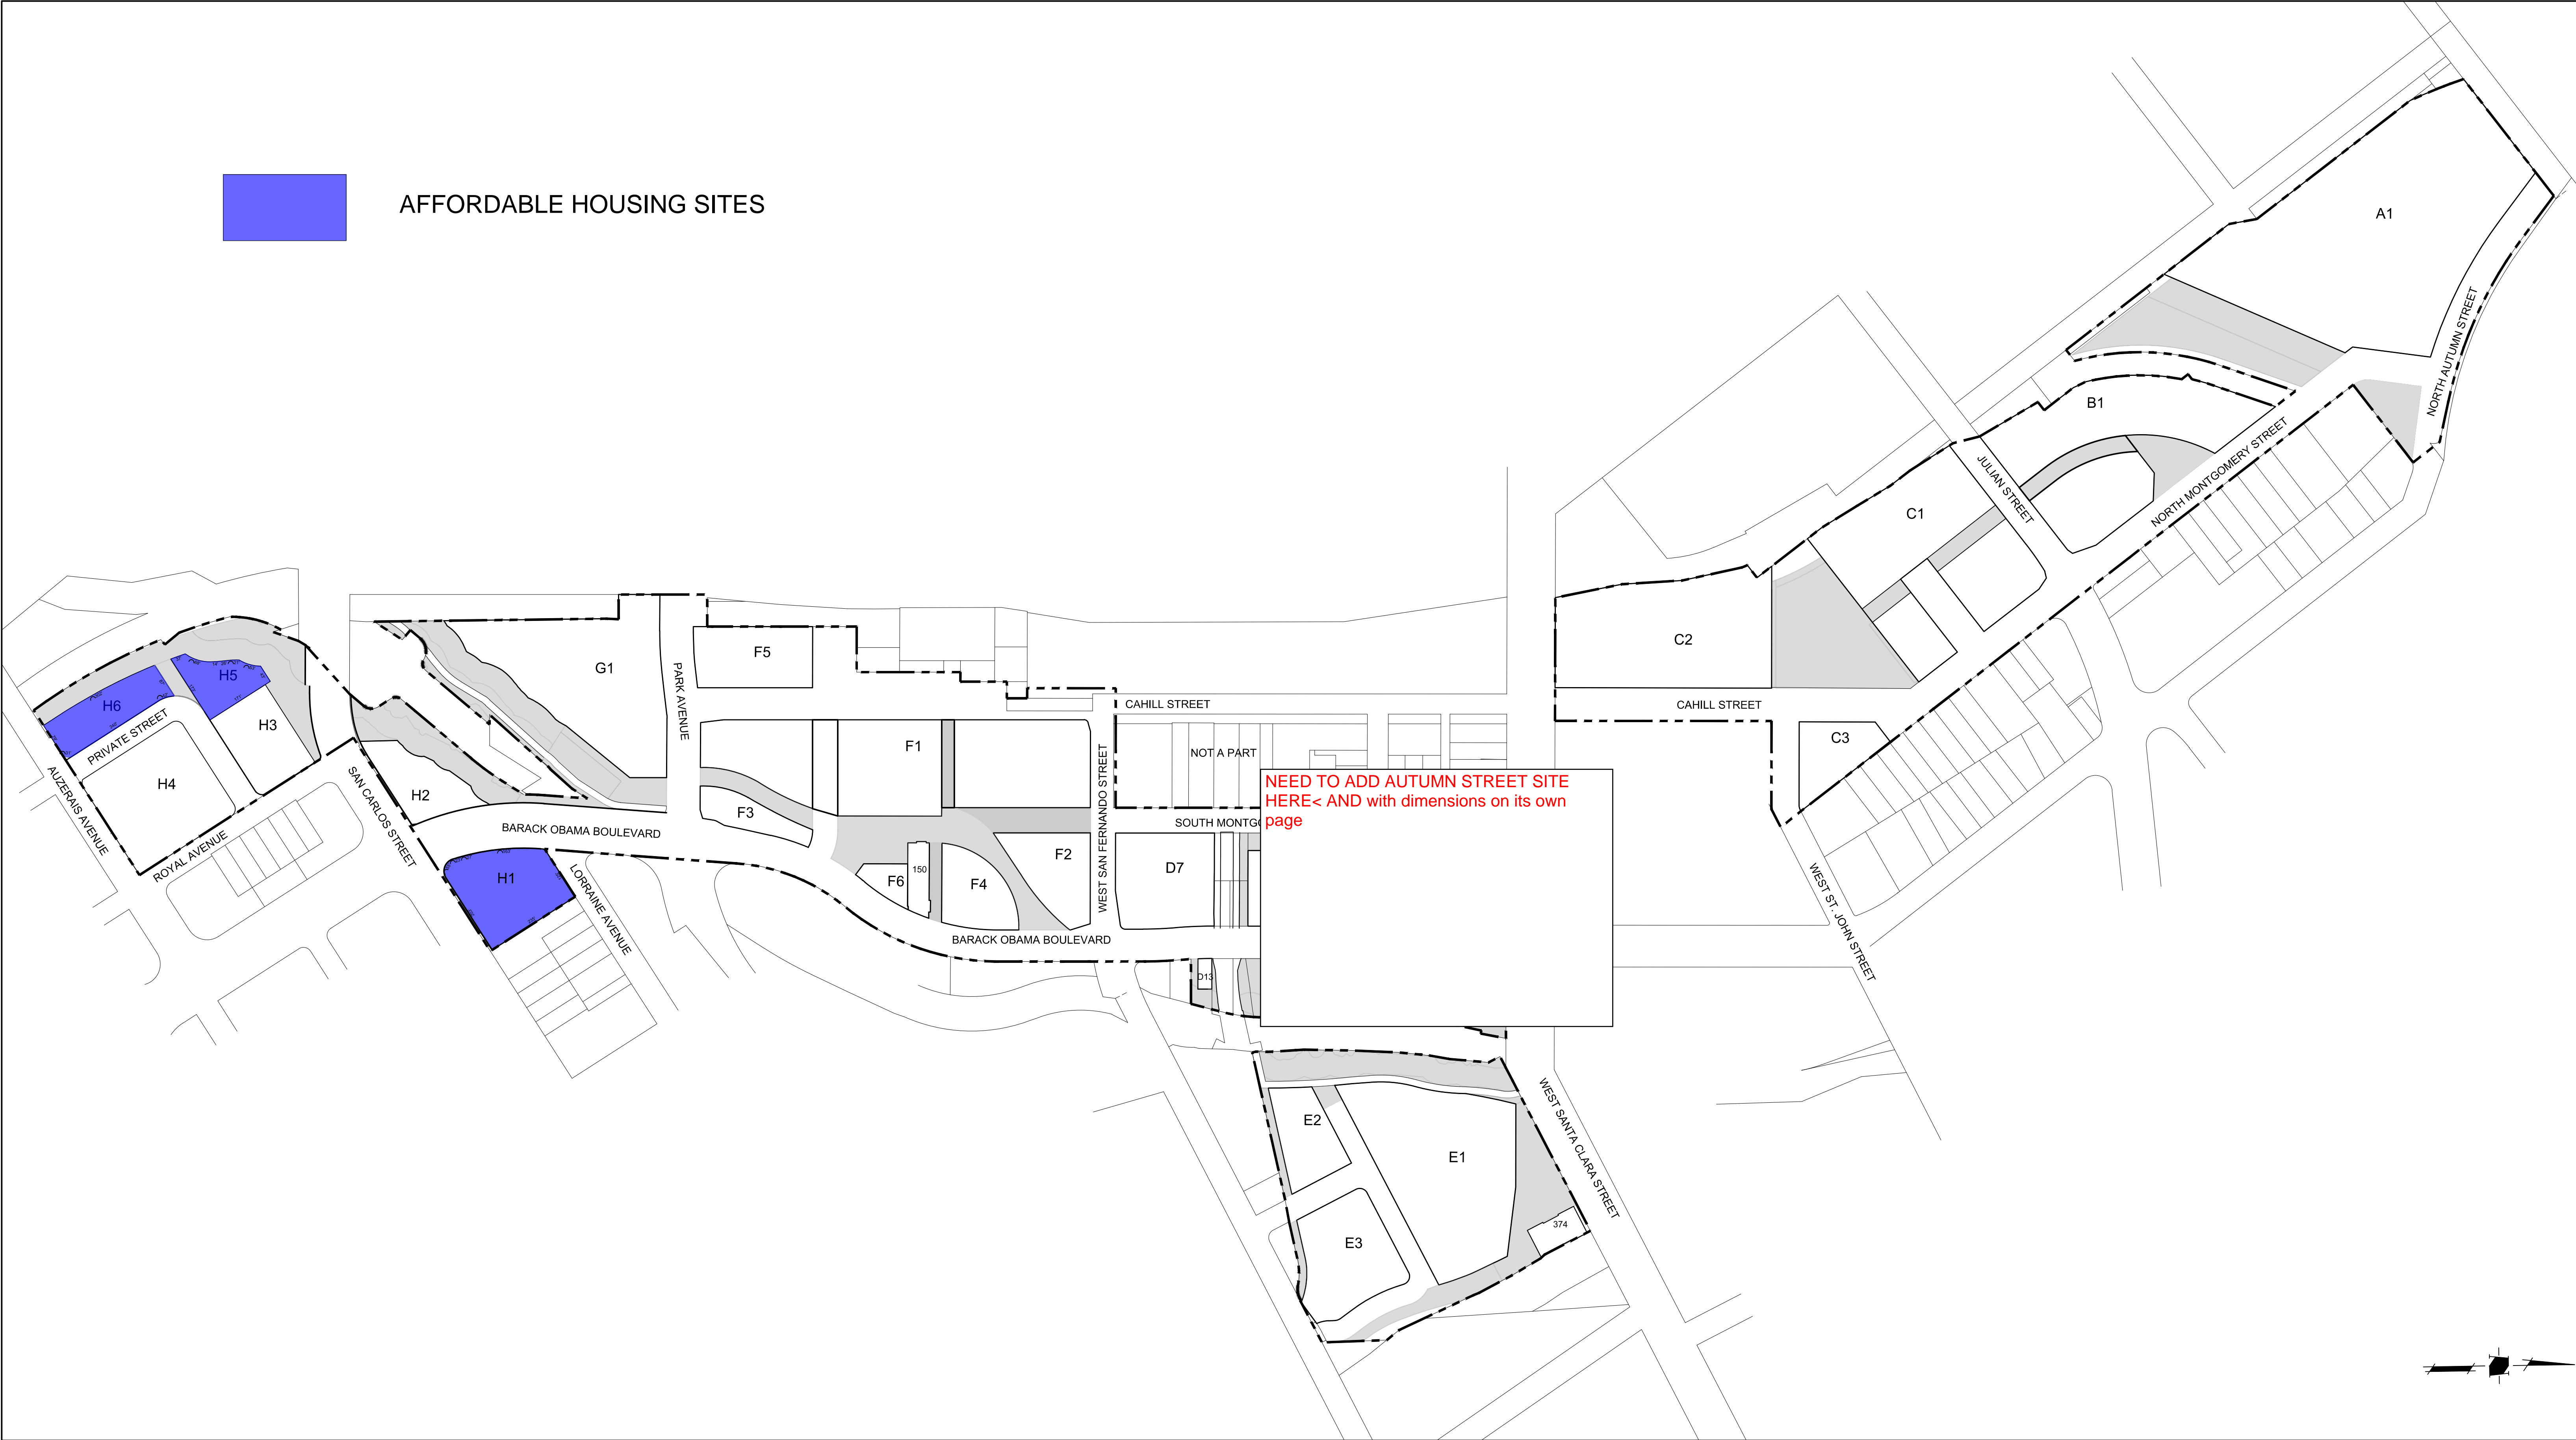 AFFORDABLE HOUSING SITES
A1
NORTH AUTUMN STREET
B1
NORTH MONTGOMERY STREET
JULIAN STREET
C1
C2
CAHILL STREET
C3
WEST ST. JOHN STREET
G1
PARK AVENUE
F5
CAHILL STREET
NOT A PART
NEED TO ADD AUTUMN STREET SITE
HERE< AND with dimensions on its own
page
SOUTH MONTGO
WEST SAN FERNANDO STREET
F1
F3
F2
F6
150
F4
D7
D13
BARACK OBAMA BOULEVARD
BARACK OBAMA BOULEVARD
H5
H6
H3
PRIVATE STREET
H4
AUZERAIS AVENUE
ROYAL AVENUE
SAN CARLOS STREET
H2
H1
LORRAINE AVENUE
E2
E1
E3
374
WEST SANTA CLARA STREET